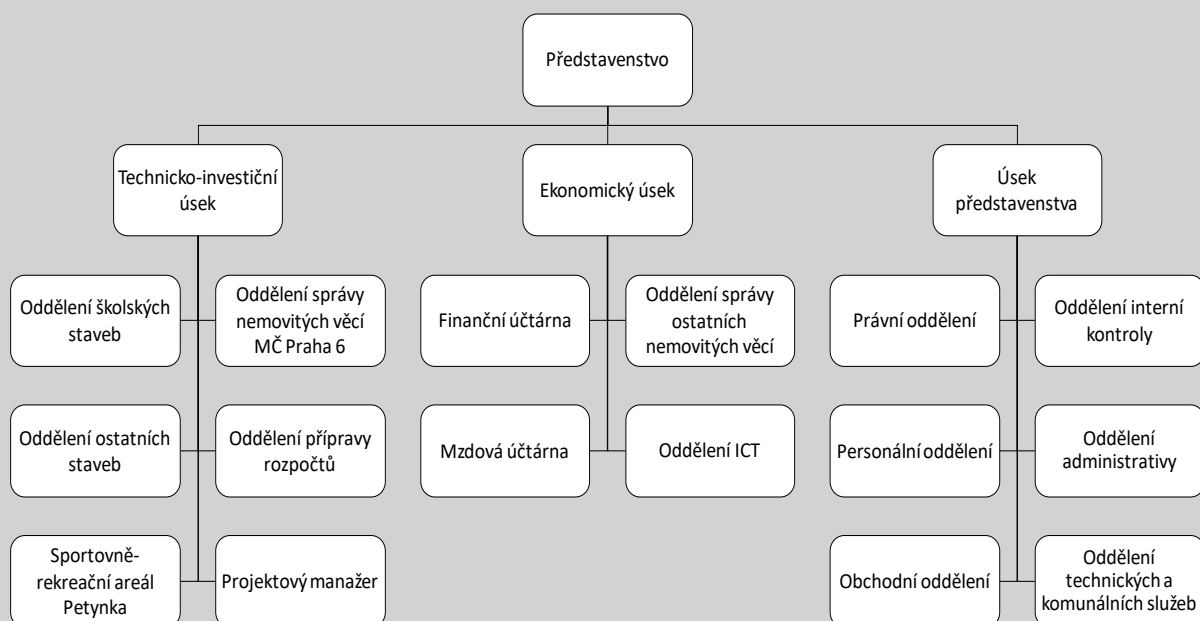 Představenstvo
Technicko-investiční
úsek
Ekonomický úsek
Úsek
představenstva
Oddělení školských
staveb
Oddělení správy
nemovitých věcí
MČ Praha 6
Finanční účtárna
Oddělení správy
ostatních
nemovitých věcí
Právní oddělení
Oddělení interní
kontroly
Oddělení ostatních
staveb
Oddělení přípravy
rozpočtů
Mzdová účtárna
Oddělení ICT
Personální oddělení
Oddělení
administrativy
Sportovně-
rekreační areál
Petynka
Projektový manažer
Obchodní oddělení
Oddělení
technických a
komunálních služeb